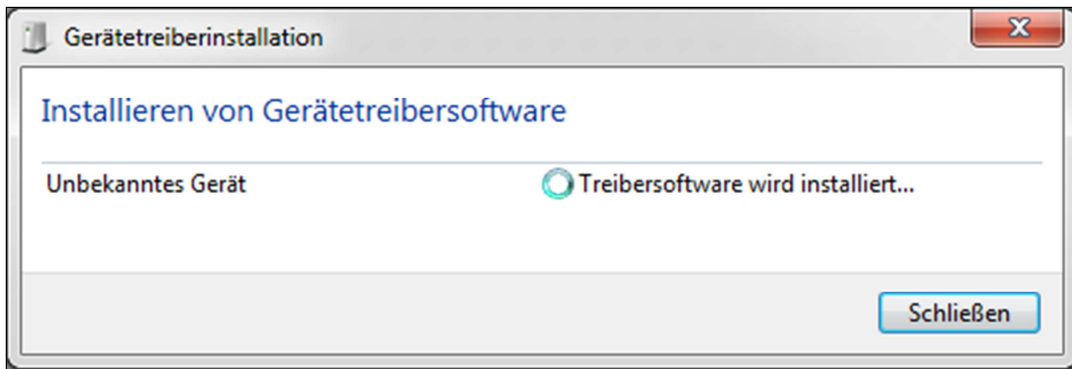 Gerätetreiberinstallation
Installieren von Gerätetreibersoftware
Unbekanntes Gerät Treibersoftware wird installiert...
Schließen